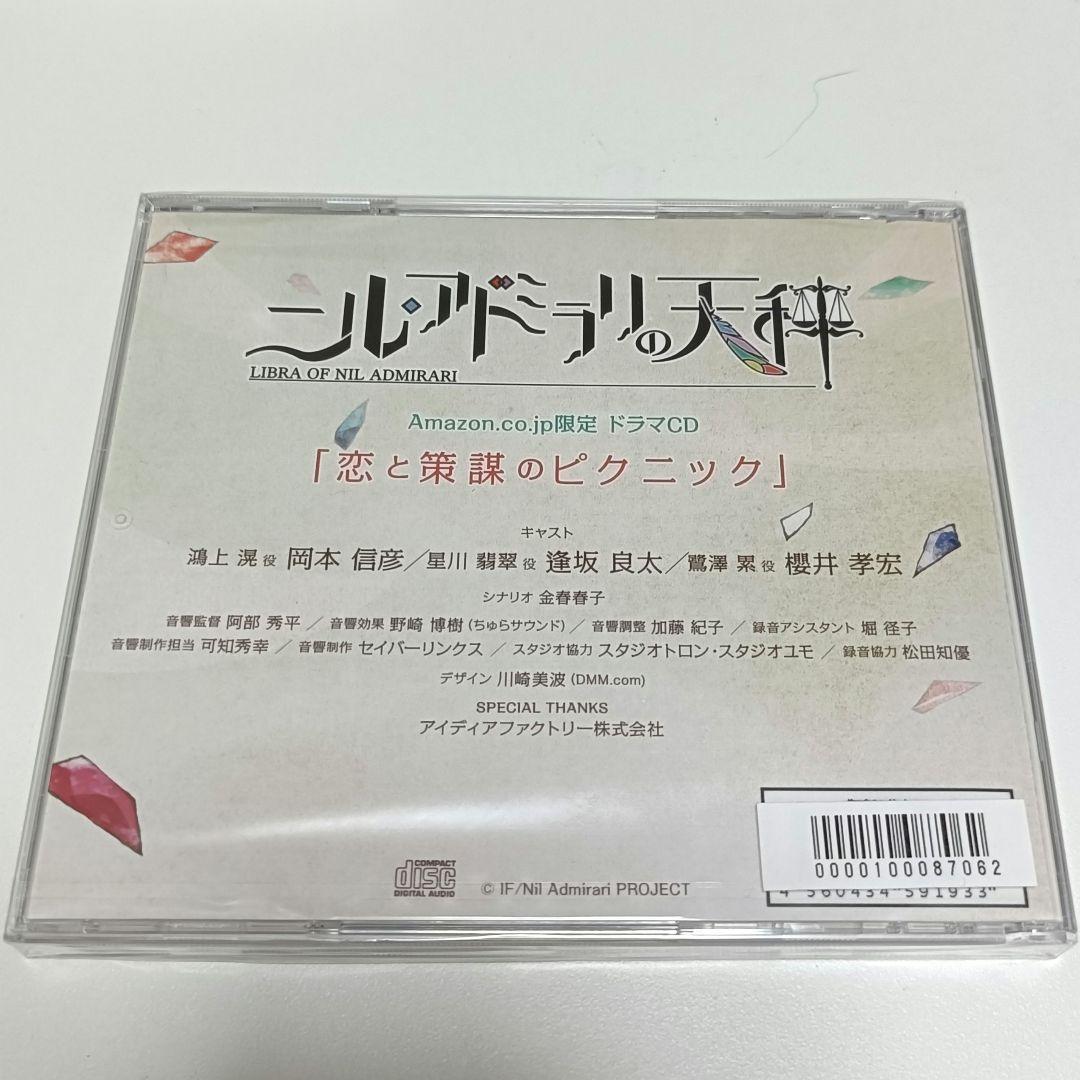 ニル・アドミラリの天秤
LIBRA OF NIL ADMIRARI
Amazon.co.jp限定 ドラマCD
「恋と策謀のピクニック」
キャスト
鴻上 滉 役 岡本 信彦／星川 翡翠 役 逢坂 良太／鷺澤 累 役 櫻井 孝宏
シナリオ 金春春子
音響監督 阿部 秀平 ／ 音響効果 野崎 博樹（ちゅらサウンド）／ 音響調整 加藤 紀子 ／ 録音アシスタント 堀 径子
音響制作担当 可知秀幸 ／ 音響制作 セイバーリンクス ／ スタジオ協力 スタジオトロン・スタジオユモ ／ 録音協力 松田知優
デザイン 川崎美波（DMM.com）
SPECIAL THANKS
アイディアファクトリー株式会社
COMPACT
disc
DIGITAL AUDIO
© IF/Nil Admirari PROJECT
0000100087062
4 560434 591933